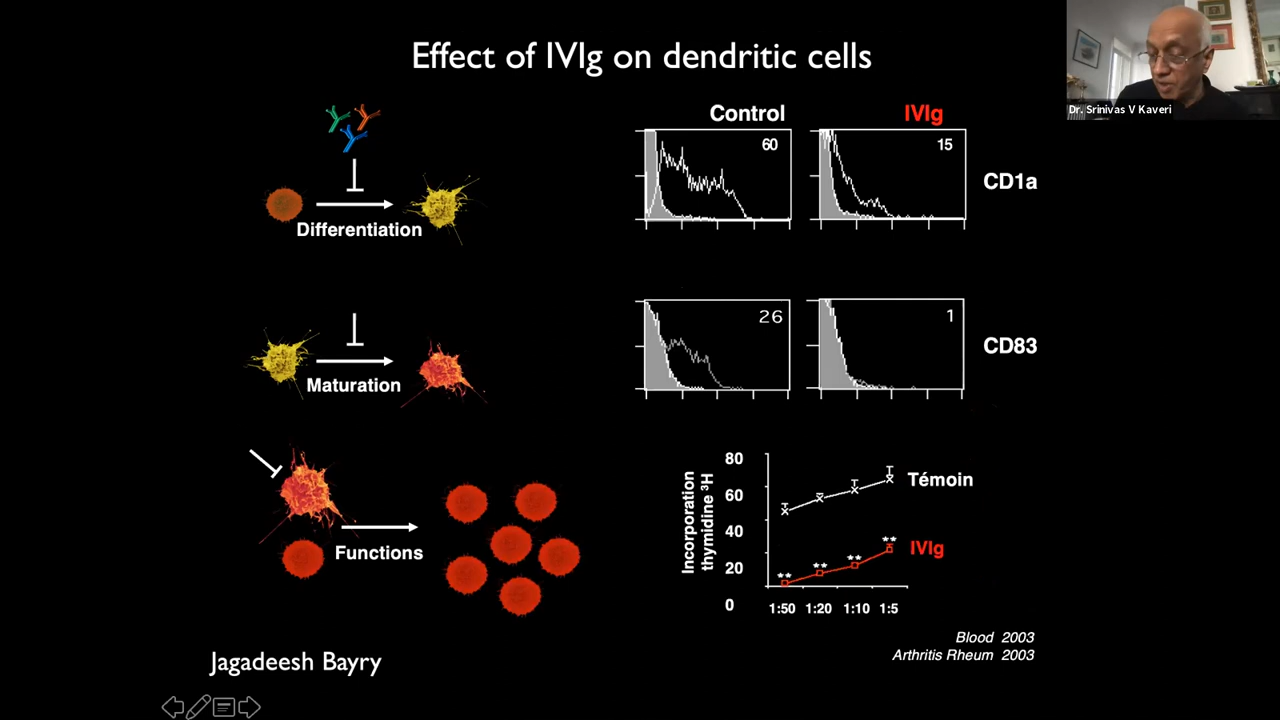 Effect of IVIg on dendritic cells
Dr. Srinivas V Kaveri
Control
IVIg
60
15
CD1a
Differentiation
26
1
CD83
Maturation
Functions
Incorporation
thymidine ³H
80
60
40
20
0
Témoin
IVIg
**
**
**
**
1:50 1:20 1:10 1:5
Blood 2003
Arthritis Rheum 2003
Jagadeesh Bayry